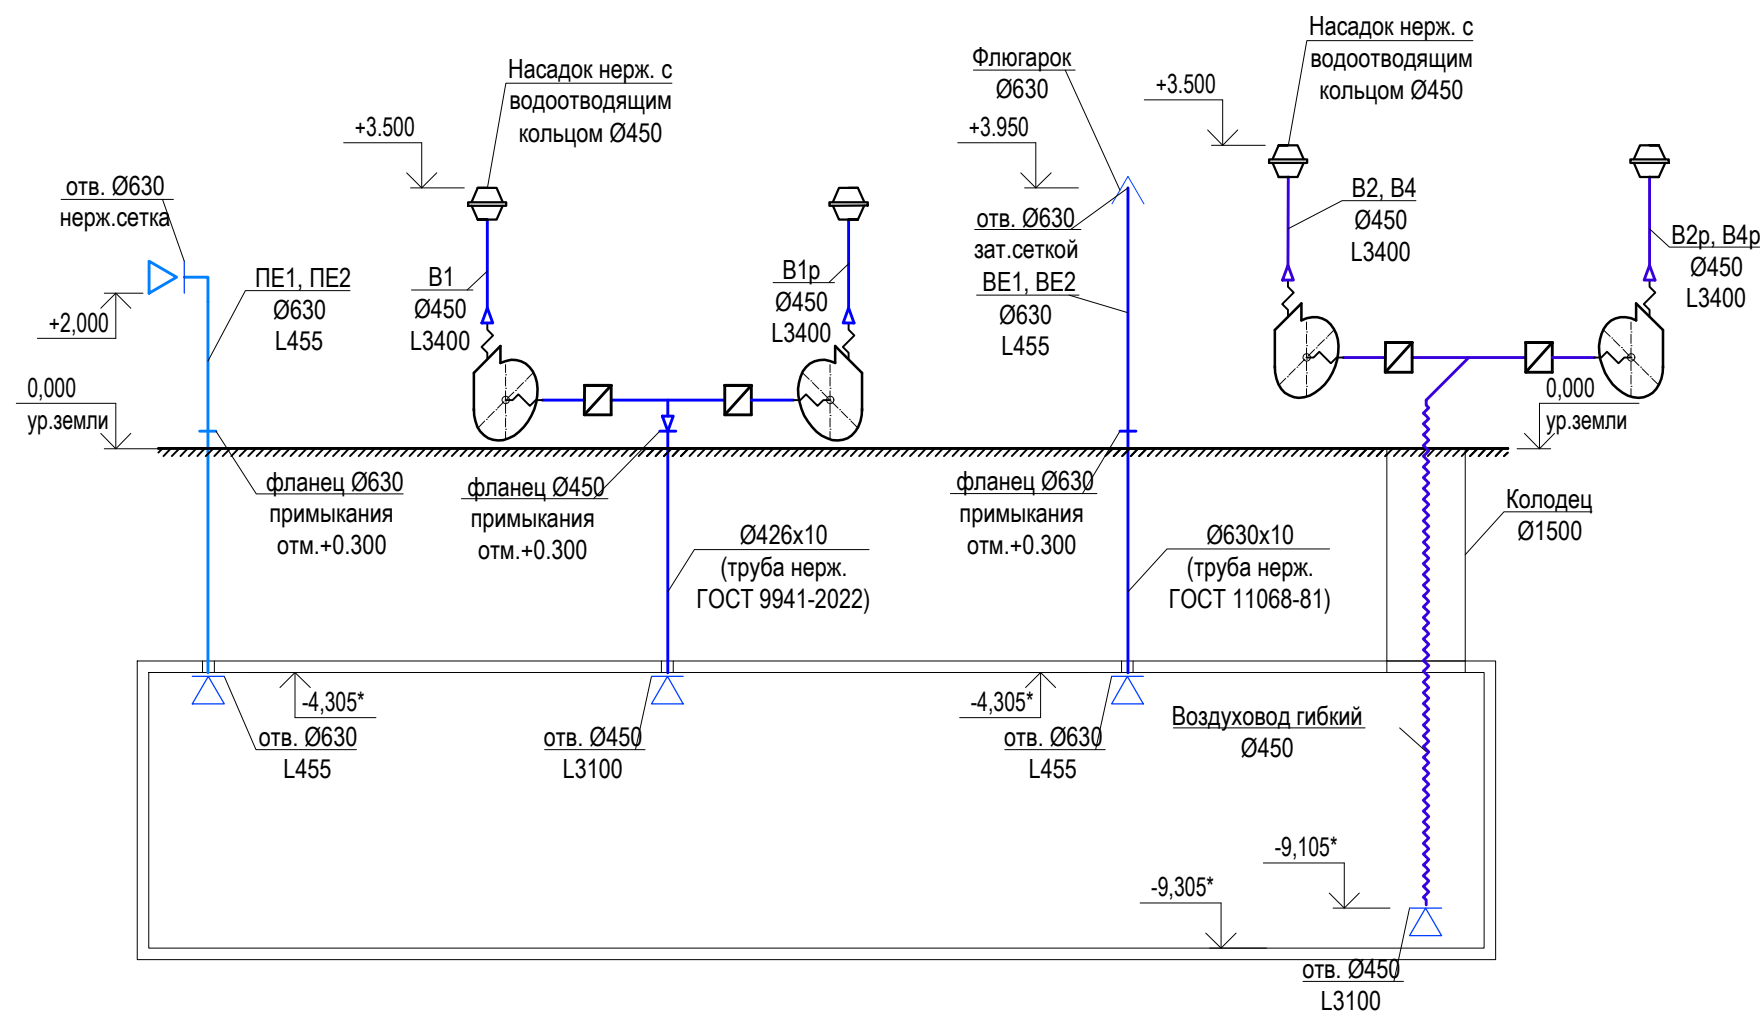 Насадок нерж. с
водоотводящим
кольцом Ø450
+3.500
отв. Ø630
нерж.сетка
+2,000
ПЕ1, ПЕ2
Ø630
L455
В1
Ø450
L3400
В1р
Ø450
L3400
Флюгарок
Ø630
+3.950
отв. Ø630
зат.сеткой
ВЕ1, ВЕ2
Ø630
L455
Насадок нерж. с
водоотводящим
кольцом Ø450
+3.500
В2, В4
Ø450
L3400
В2р, В4р
Ø450
L3400
0,000
ур.земли
0,000
ур.земли
фланец Ø630
примыкания
отм.+0.300
фланец Ø450
примыкания
отм.+0.300
Ø426х10
(труба нерж.
ГОСТ 9941-2022)
фланец Ø630
примыкания
отм.+0.300
Ø630х10
(труба нерж.
ГОСТ 11068-81)
Колодец
Ø1500
-4,305*
отв. Ø630
L455
отв. Ø450
L3100
-4,305*
отв. Ø630
L455
Воздуховод гибкий
Ø450
-9,105*
-9,305*
отв. Ø450
L3100